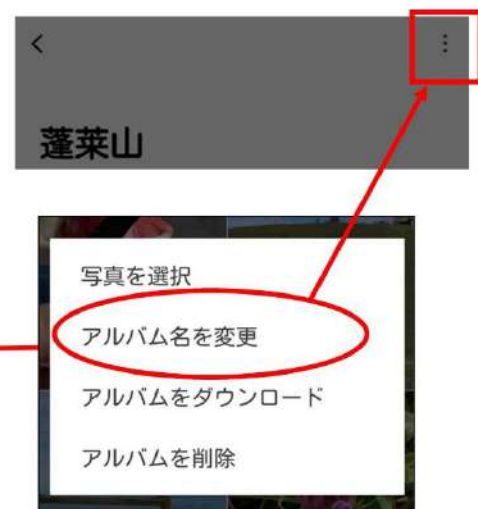 蓬莱山
写真を選択
アルバム名を変更
アルバムをダウンロード
アルバムを削除